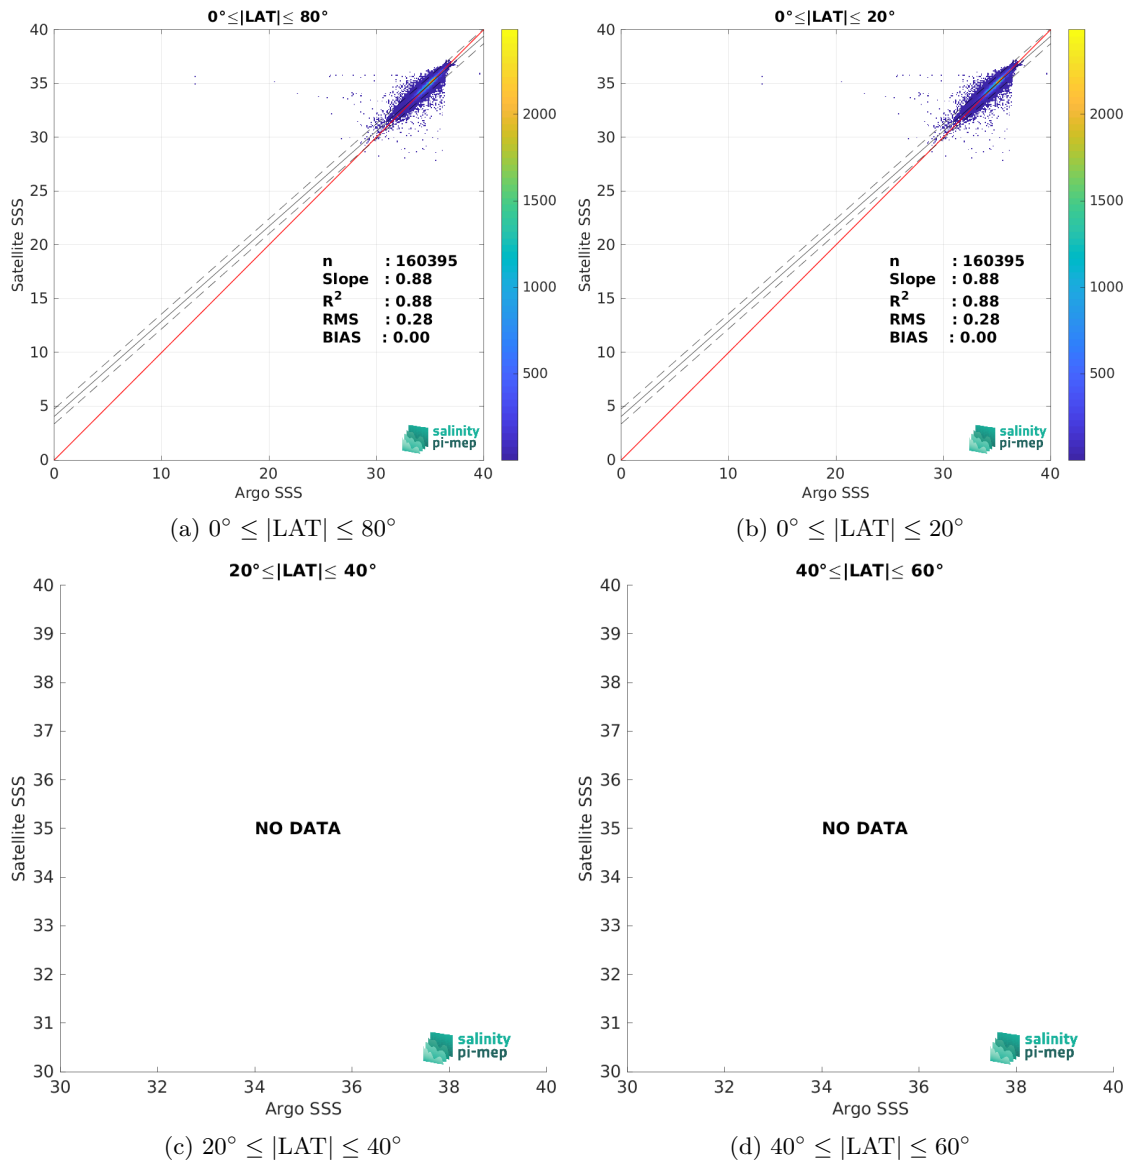 0°≤|LAT|≤ 80°
40
35
30
25
20
15
10
5
0
0
10
20
30
40
Satellite SSS
Argo SSS
n : 160395
Slope : 0.88
R² : 0.88
RMS : 0.28
BIAS : 0.00
2000
1500
1000
500
salinity
pi-mep
(a) 0° ≤ |LAT| ≤ 80°
0°≤|LAT|≤ 20°
40
35
30
25
20
15
10
5
0
0
10
20
30
40
Satellite SSS
Argo SSS
n : 160395
Slope : 0.88
R² : 0.88
RMS : 0.28
BIAS : 0.00
2000
1500
1000
500
salinity
pi-mep
(b) 0° ≤ |LAT| ≤ 20°
20°≤|LAT|≤ 40°
40
39
38
37
36
35
34
33
32
31
30
30
32
34
36
38
40
Satellite SSS
Argo SSS
NO DATA
salinity
pi-mep
(c) 20° ≤ |LAT| ≤ 40°
40°≤|LAT|≤ 60°
40
39
38
37
36
35
34
33
32
31
30
30
32
34
36
38
40
Satellite SSS
Argo SSS
NO DATA
salinity
pi-mep
(d) 40° ≤ |LAT| ≤ 60°